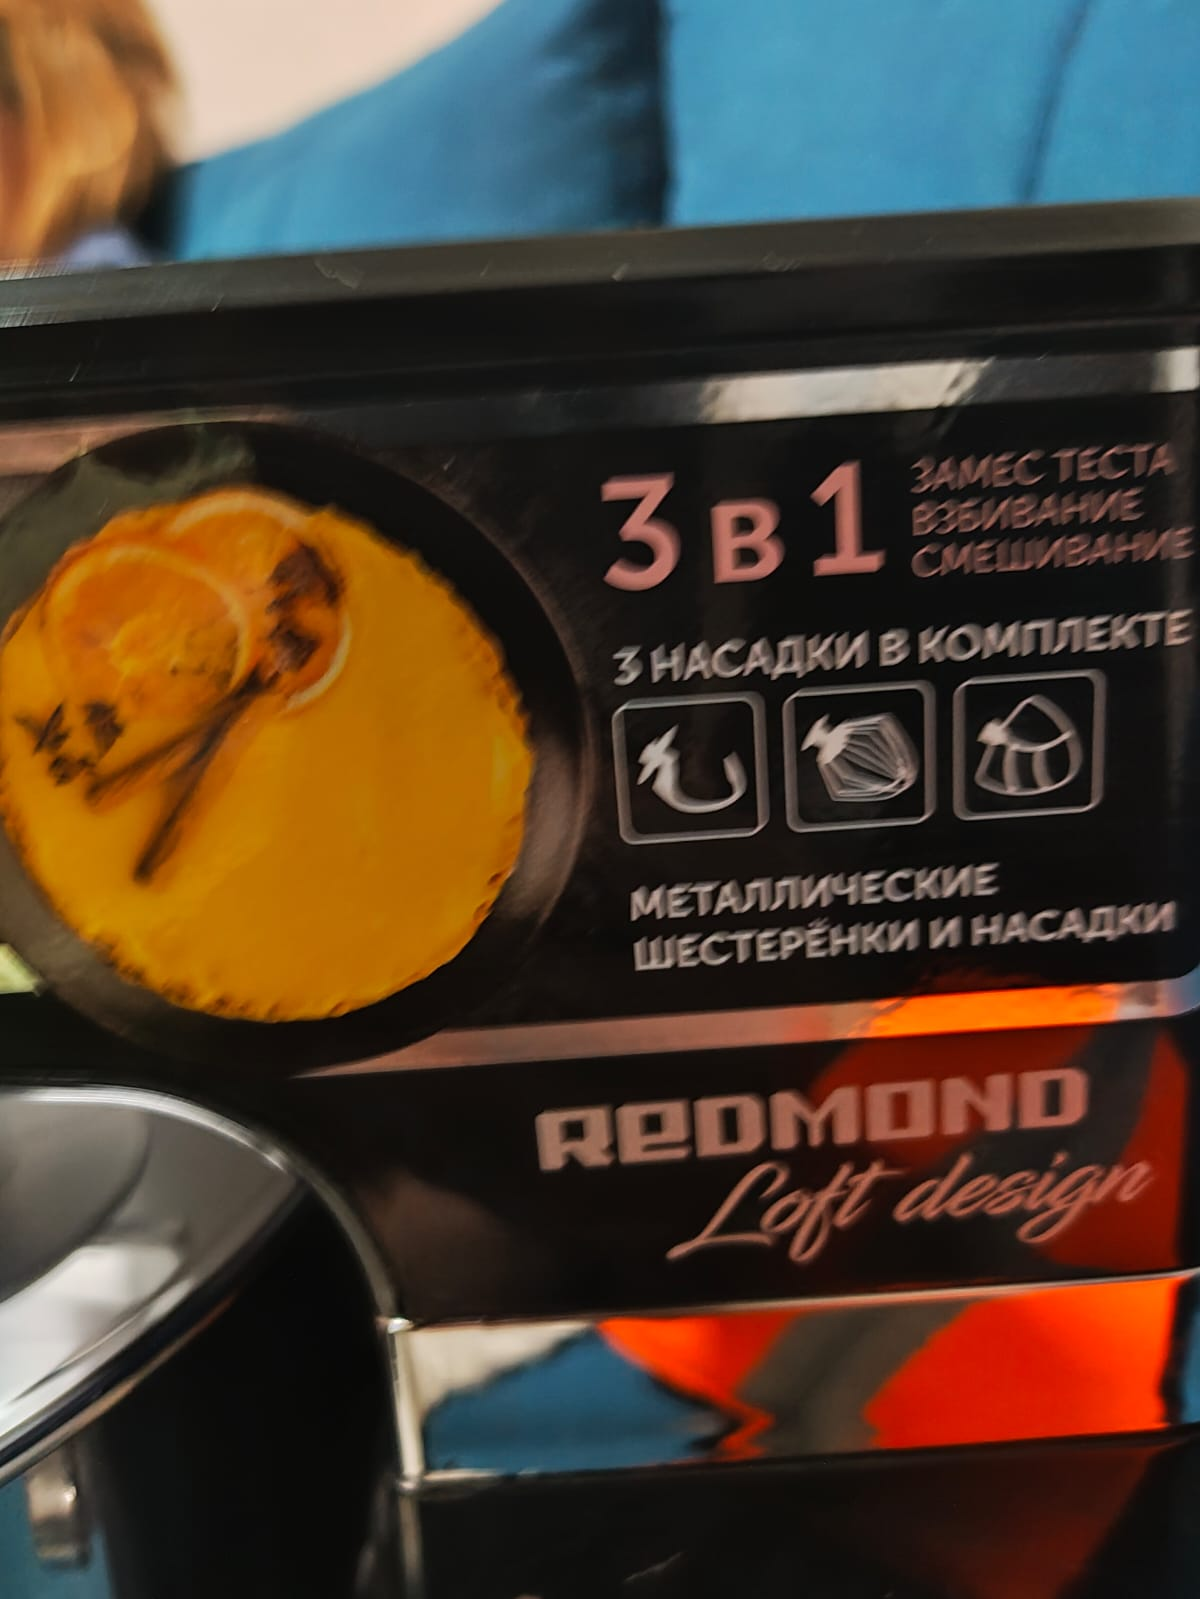 3 в 1
ЗАМЕС ТЕСТА
ВЗБИВАНИЕ
СМЕШИВАНИЕ
3 НАСАДКИ В КОМПЛЕКТЕ
МЕТАЛЛИЧЕСКИЕ
ШЕСТЕРЁНКИ И НАСАДКИ
REDMOND
Loft design